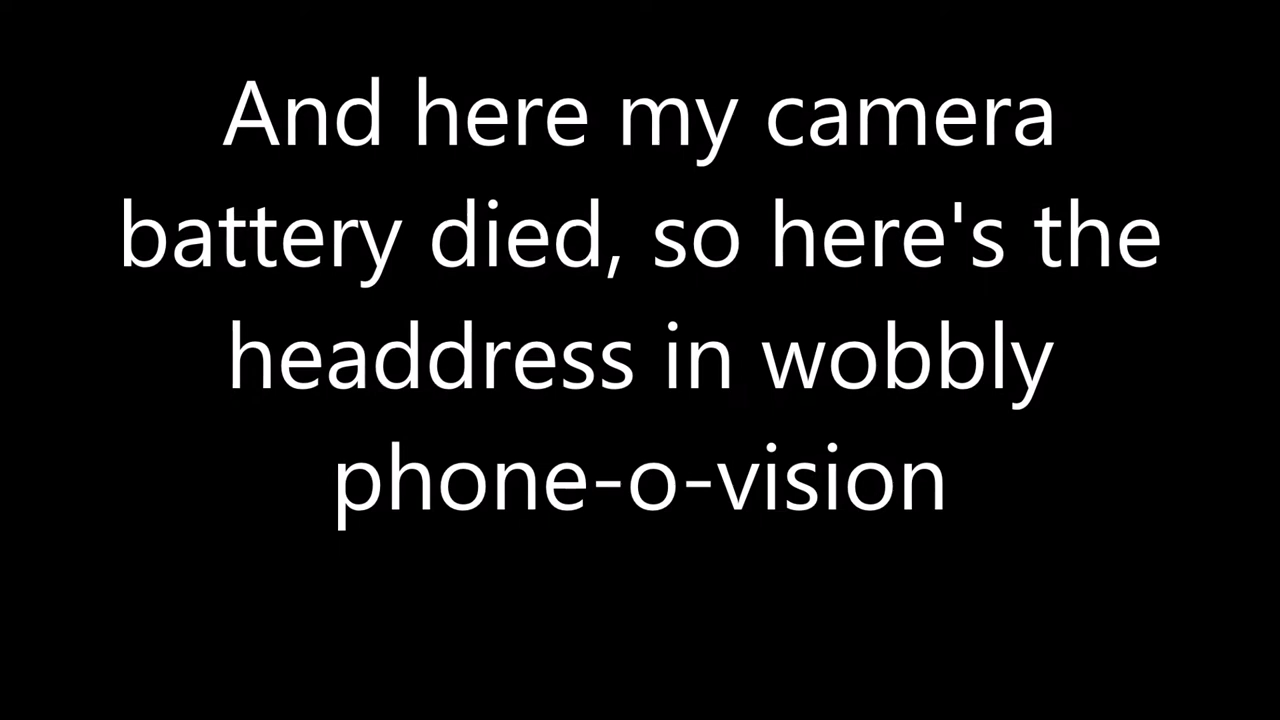 And here my camera
battery died, so here's the
headdress in wobbly
phone-o-vision